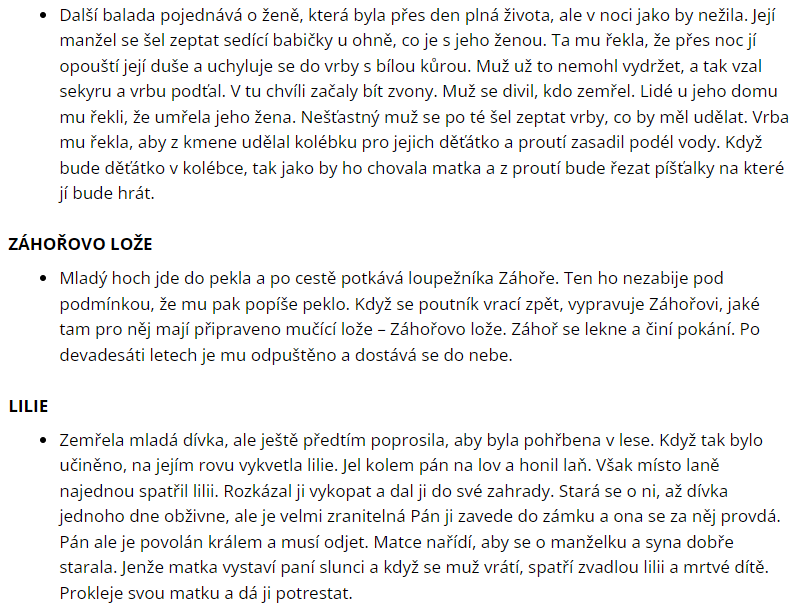 • Další balada pojednává o ženě, která byla přes den plná života, ale v noci jako by nežila. Její
manžel se šel zeptat sedící babičky u ohně, co je s jeho ženou. Ta mu řekla, že přes noc jí
opouští její duše a uchyluje se do vrby s bílou kůrou. Muž už to nemohl vydržet, a tak vzal
sekyru a vrbu podťal. V tu chvíli začaly bít zvony. Muž se divil, kdo zemřel. Lidé u jeho domu
mu řekli, že umřela jeho žena. Nešťastný muž se po té šel zeptat vrby, co by měl udělat. Vrba
mu řekla, aby z kmene udělal kolébku pro jejich děťátko a proutí zasadil podél vody. Když
bude děťátko v kolébce, tak jako by ho chovala matka a z proutí bude řezat píšťalky na které
jí bude hrát.
ZÁHOŘOVO LOŽE
• Mladý hoch jde do pekla a po cestě potkává loupežníka Záhoře. Ten ho nezabije pod
podmínkou, že mu pak popíše peklo. Když se poutník vrací zpět, vypravuje Záhořovi, jaké
tam pro něj mají připraveno mučící lože – Záhořovo lože. Záhoř se lekne a činí pokání. Po
devadesáti letech je mu odpuštěno a dostává se do nebe.
LILIE
• Zemřela mladá dívka, ale ještě předtím poprosila, aby byla pohřbena v lese. Když tak bylo
učiněno, na jejím rovu vykvetla lilie. Jel kolem pán na lov a honil laň. Však místo laně
najednou spatřil lilii. Rozkázal ji vykopat a dal ji do své zahrady. Stará se o ni, až dívka
jednoho dne obživne, ale je velmi zranitelná Pán ji zavede do zámku a ona se za něj provdá.
Pán ale je povolán králem a musí odjet. Matce nařídí, aby se o manželku a syna dobře
starala. Jenže matka vystaví paní slunci a když se muž vrátí, spatří zvadlou lilii a mrtvé dítě.
Prokleje svou matku a dá ji potrestat.